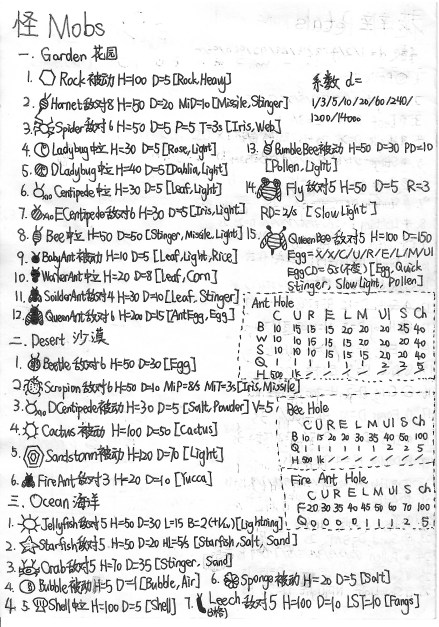 怪 Mobs
一. Garden 花园
1. Rock 被动 H=100 D=5 [Rock, Heavy]
2. Hornet 敌对8 H=50 D=20 MiD=10 [Missile, Stinger]
3. Spider 敌对6 H=50 D=5 P=5 T=3s [Iris, Web]
4. Ladybug 中立 H=30 D=5 [Rose, Light]
5. DLadybug 中立 H=40 D=5 [Dahlia, Light]
6. Centipede 中立 H=30 D=5 [Leaf, Light]
7. ECentipede 敌对6 H=30 D=5 [Iris, Light]
8. Bee 中立 H=50 D=50 [Stinger, Missile, Light]
9. BabyAnt 被动 H=10 D=5 [Leaf, Light, Rice]
10. WorkerAnt 中立 H=20 D=8 [Leaf, Corn]
11. SoilderAnt 敌对4 H=30 D=10 [Leaf, Stinger]
12. QueenAnt 敌对6 H=200 D=15 [AntEgg, Egg]
系数 d=
1/3/5/10/20/60/240/
1200/14000
13. BumbleBee 被动 H=50 D=30 PD=10
[Pollen, Light]
14. Fly 敌对5 H=50 D=5 R=3
RD=2/s [Slow Light]
15. QueenBee 敌对5 H=100 D=150
Egg=X/X/C/U/R/E/L/M/Ul
EggCD=6s(不变) [Egg, Quick
Stinger, Slow Light, Pollen]
Ant Hole
C U R E L M Ul S Ch
B 10 15 15 15 20 20 20 25 40
W 10 10 15 15 15 20 20 20 40
S 10 10 10 15 15 15 20 20 40
Q 1 1 1 1 1 2 2 3 5
H 500 1k
二. Desert 沙漠
1. Beetle 敌对6 H=50 D=30 [Egg]
2. Scropion 敌对6 H=50 D=10 MiP=8/s MiT=3s [Iris, Missile]
3. DCentipede 被动 H=30 D=5 [Salt, Powder] V=5
4. Cactus 被动 H=100 D=50 [Cactus]
5. Sandstorm 被动 H=20 D=70 [Light]
6. FireAnt 敌对3 H=20 D=10 [Yucca]
Bee Hole
C U R E L M Ul S Ch
B 10 15 20 20 30 35 40 50 100
Q 1 1 1 1 1 1 2 2 5
H 500 1k
Fire Ant Hole
C U R E L M Ul S Ch
F 20 30 35 40 45 50 60 70 100
Q 0 0 0 0 1 1 1 2 5
三. Ocean 海洋
1. Jellyfish 敌对5 H=50 D=30 L=15 B=2 [Lightning]
2. Starfish 敌对5 H=50 D=20 HL=5/s [Starfish, Salt, Sand]
3. Crab 敌对5 H=70 D=35 [Stinger, Sand]
4. Bubble 被动 H=5 D=1 [Bubble, Air]
6. Sponge 被动 H=20 D=5 [Salt]
4. 5. Shell 中立 H=100 D=5 [Shell]
7. Leech 敌对5 H=100 D=10 LST=10 [Fangs]